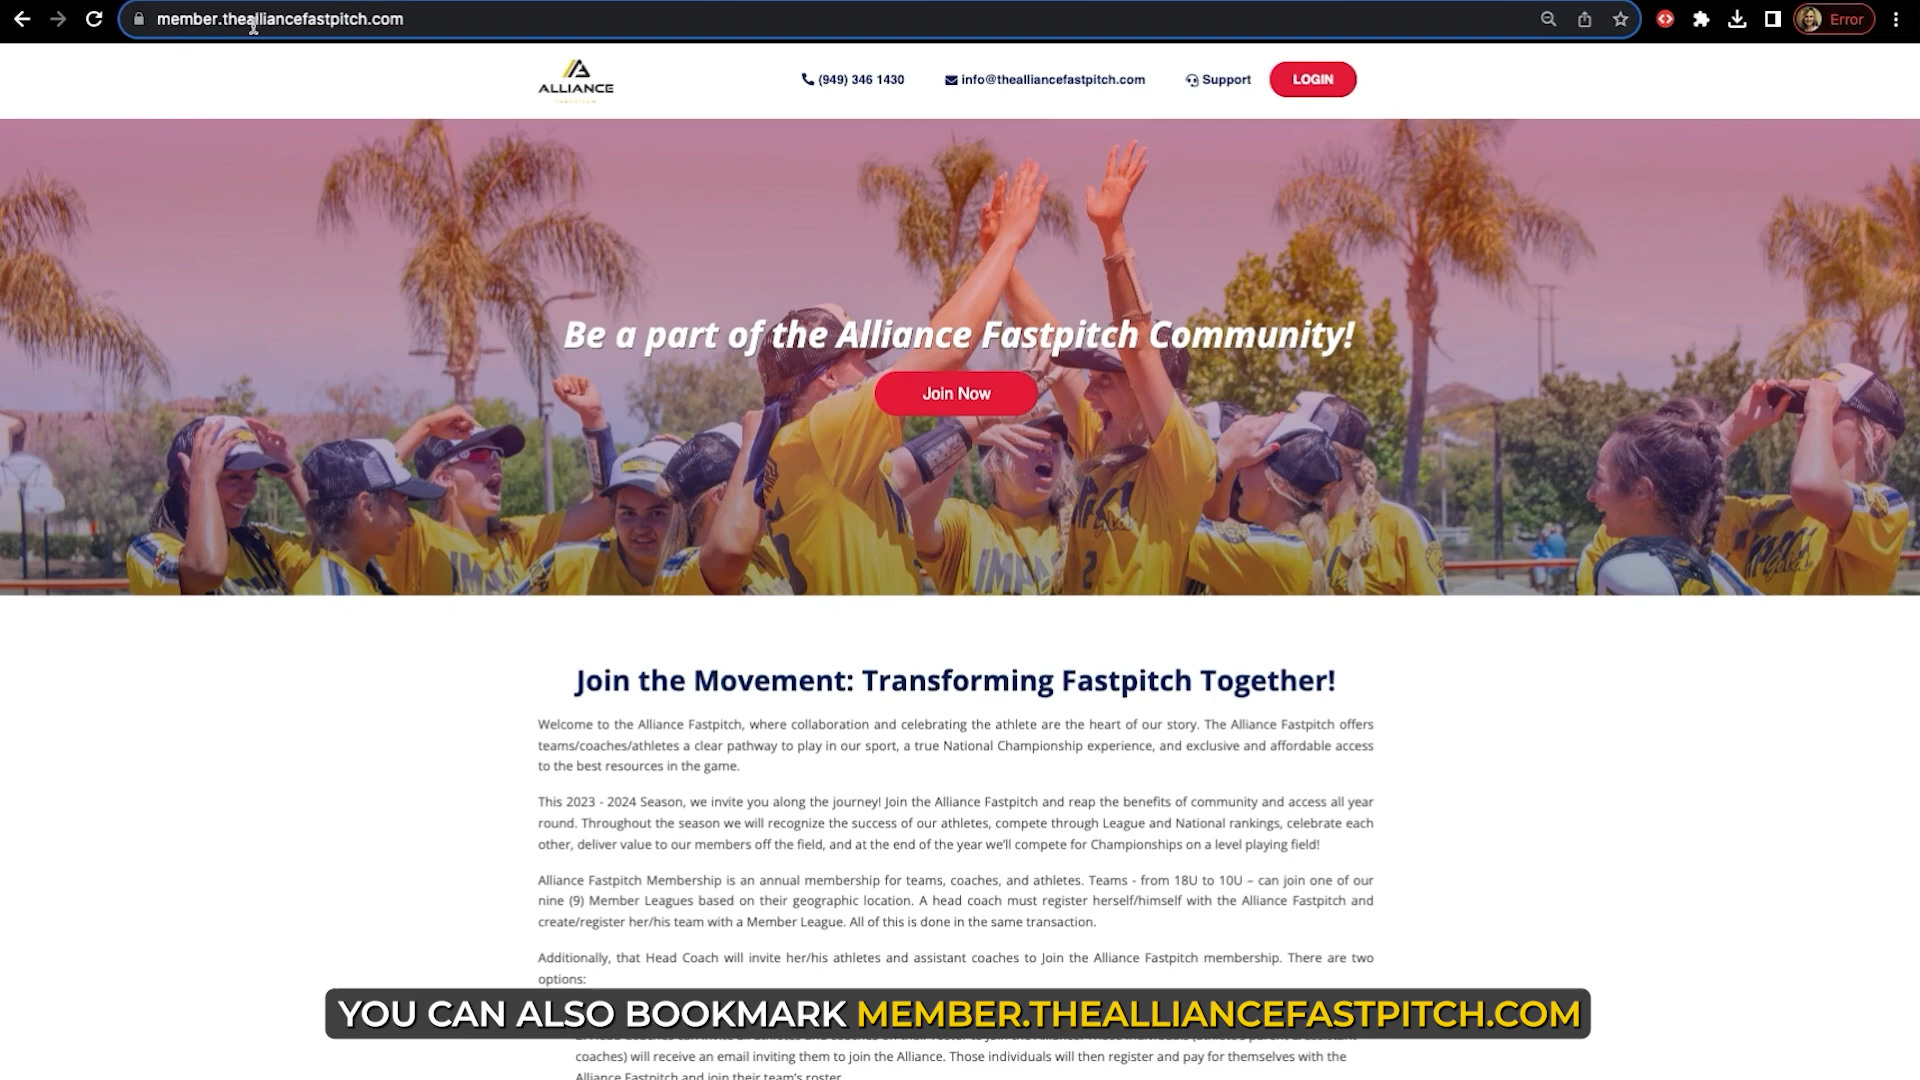 member.thealliancefastpitch.com
Error
ALLIANCE
(949) 346 1430
info@thealliancefastpitch.com
Support
LOGIN
Be a part of the Alliance Fastpitch Community!
Join Now
Join the Movement: Transforming Fastpitch Together!
Welcome to the Alliance Fastpitch, where collaboration and celebrating the athlete are the heart of our story. The Alliance Fastpitch offers
teams/coaches/athletes a clear pathway to play in our sport, a true National Championship experience, and exclusive and affordable access
to the best resources in the game.
This 2023 - 2024 Season, we invite you along the journey! Join the Alliance Fastpitch and reap the benefits of community and access all year
round. Throughout the season we will recognize the success of our athletes, compete through League and National rankings, celebrate each
other, deliver value to our members off the field, and at the end of the year we'll compete for Championships on a level playing field!
Alliance Fastpitch Membership is an annual membership for teams, coaches, and athletes. Teams - from 18U to 10U – can join one of our
nine (9) Member Leagues based on their geographic location. A head coach must register herself/himself with the Alliance Fastpitch and
create/register her/his team with a Member League. All of this is done in the same transaction.
Additionally, that Head Coach will invite her/his athletes and assistant coaches to Join the Alliance Fastpitch membership. There are two
options:
YOU CAN ALSO BOOKMARK MEMBER.THEALLIANCEFASTPITCH.COM
coaches) will receive an email inviting them to join the Alliance. Those individuals will then register and pay for themselves with the
Alliance Fastpitch and join their team's roster.